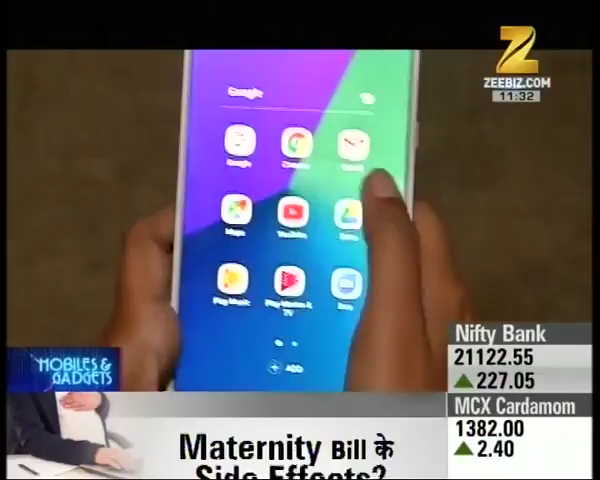 ZEEBIZ.COM
11:32
Google
Google
Chrome
Gmail
Maps
YouTube
Drive
Play Music
Play Movies & TV
Duo
ADD
MOBILES & GADGETS
Nifty Bank
21122.55
▲ 227.05
MCX Cardamom
1382.00
▲ 2.40
Maternity Bill के
Side Effects?